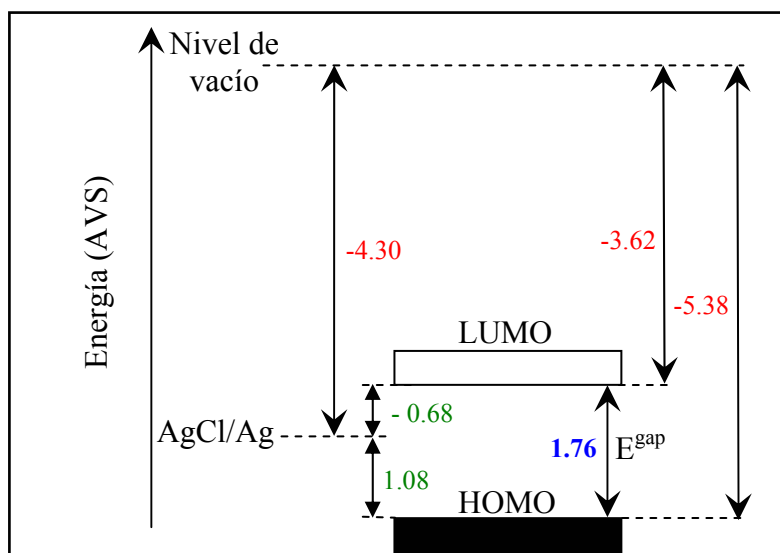 Nivel de
vacío
Energía (AVS)
-4.30
-3.62
-5.38
LUMO
- 0.68
AgCl/Ag
1.76 E^gap
1.08
HOMO